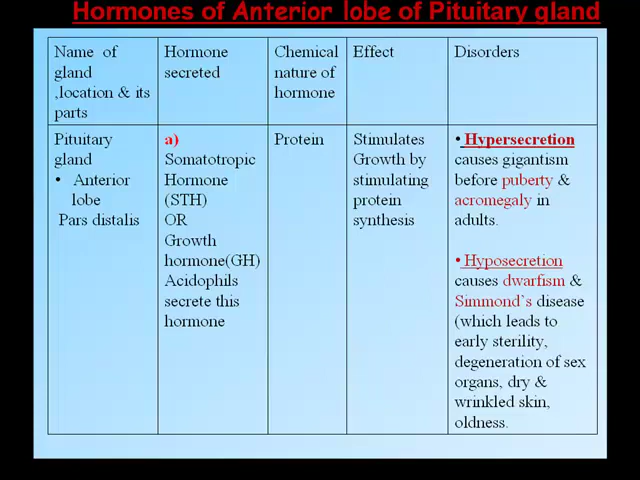 Hormones of Anterior lobe of Pituitary gland
Name of
gland
,location & its
parts
Hormone
secreted
Chemical
nature of
hormone
Effect
Disorders
Pituitary
gland
• Anterior
lobe
Pars distalis
a)
Somatotropic
Hormone
(STH)
OR
Growth
hormone(GH)
Acidophils
secrete this
hormone
Protein
Stimulates
Growth by
stimulating
protein
synthesis
• Hypersecretion
causes gigantism
before puberty &
acromegaly in
adults.
• Hyposecretion
causes dwarfism &
Simmond's disease
(which leads to
early sterility,
degeneration of sex
organs, dry &
wrinkled skin,
oldness.